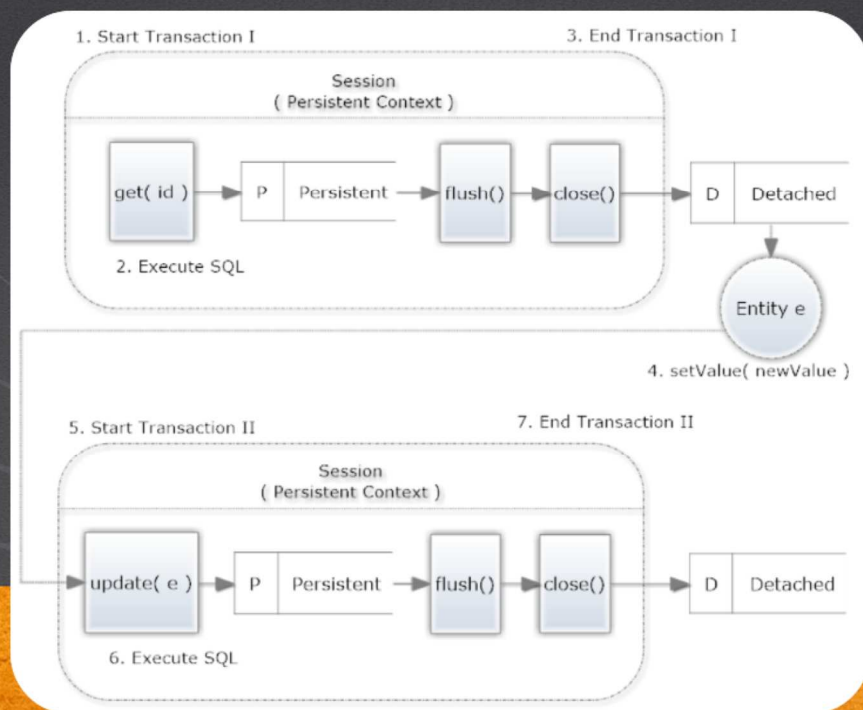 1. Start Transaction I
3. End Transaction I
Session
( Persistent Context )
get( id )
P
Persistent
flush()
close()
D
Detached
2. Execute SQL
Entity e
4. setValue( newValue )
5. Start Transaction II
7. End Transaction II
Session
( Persistent Context )
update( e )
P
Persistent
flush()
close()
D
Detached
6. Execute SQL